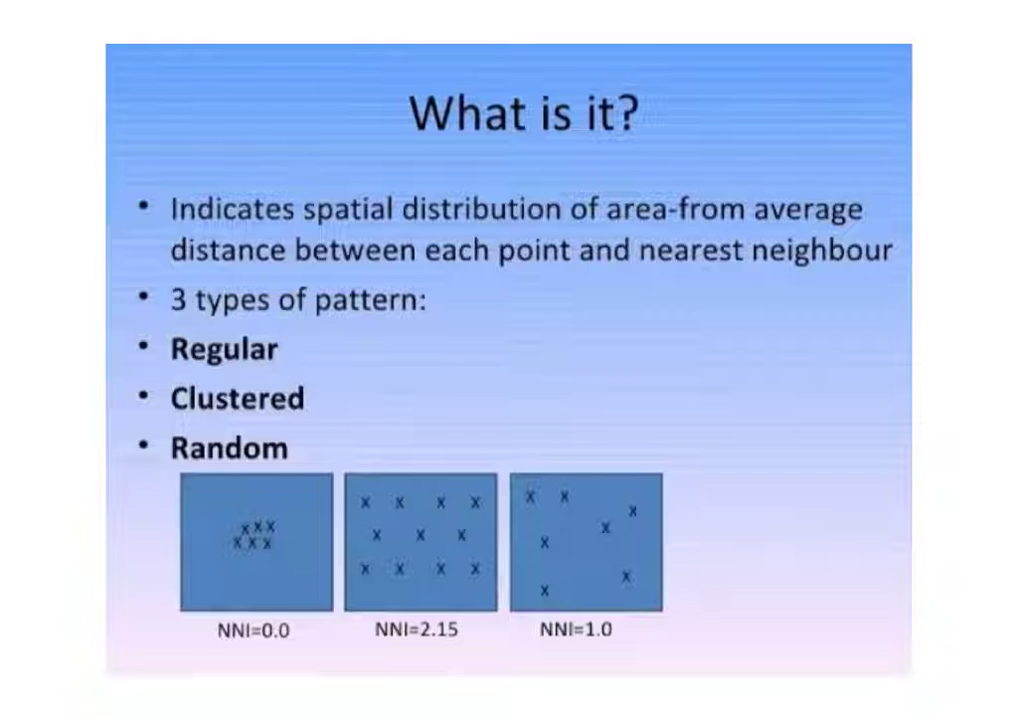 What is it?
• Indicates spatial distribution of area-from average
distance between each point and nearest neighbour
• 3 types of pattern:
• Regular
• Clustered
• Random
x x x
x x x
x x x x
x x x
x x x x
x x
x
x
x
x
x
NNI=0.0 NNI=2.15 NNI=1.0